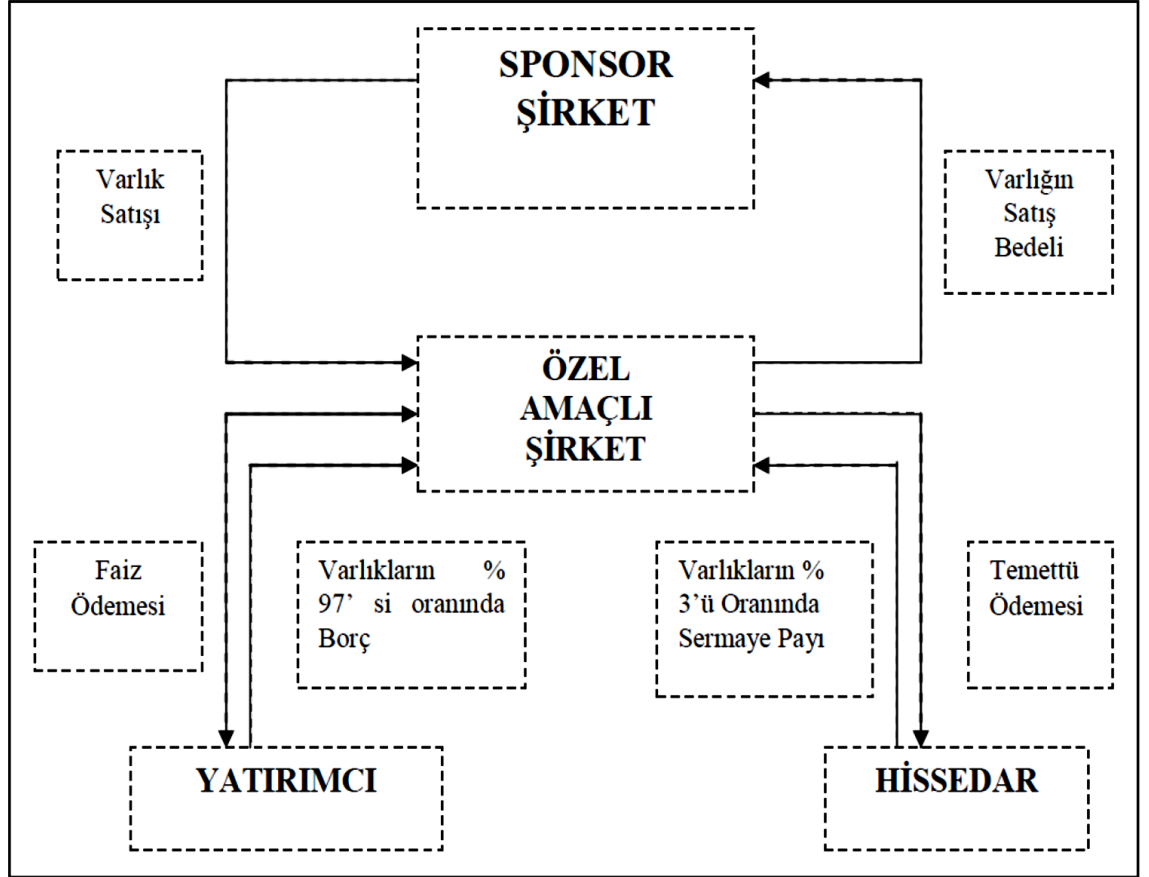 SPONSOR
ŞİRKET
Varlık
Satışı
Varlığın
Satış
Bedeli
ÖZEL
AMAÇLI
ŞİRKET
Faiz
Ödemesi
Varlıkların %
97’ si oranında
Borç
Varlıkların %
3’ü Oranında
Sermaye Payı
Temettü
Ödemesi
YATIRIMCI
HİSSEDAR